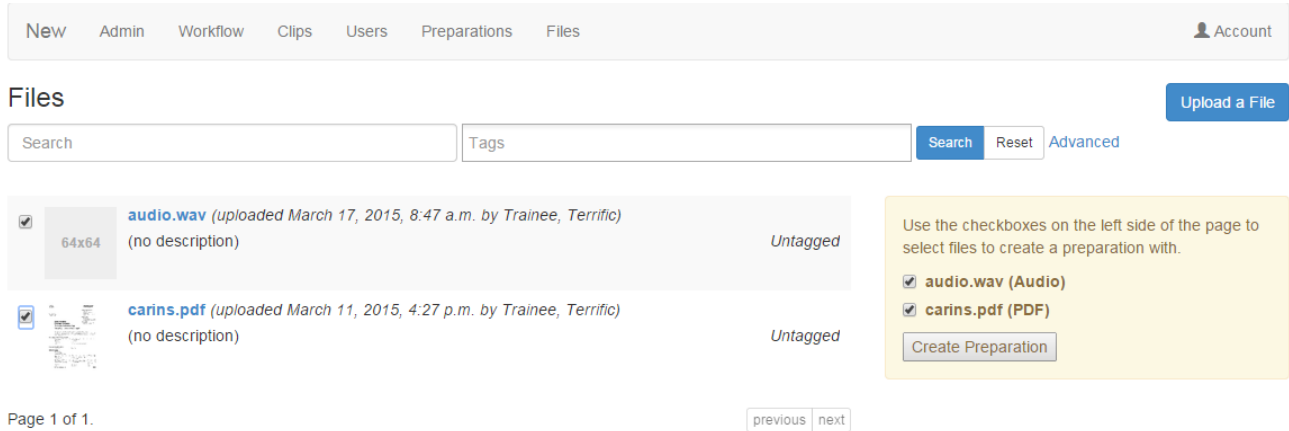 New Admin Workflow Clips Users Preparations Files Account
Files
Upload a File
Search Tags Search Reset Advanced
audio.wav (uploaded March 17, 2015, 8:47 a.m. by Trainee, Terrific)
64x64 (no description) Untagged
carins.pdf (uploaded March 11, 2015, 4:27 p.m. by Trainee, Terrific)
(no description) Untagged
Use the checkboxes on the left side of the page to
select files to create a preparation with.
audio.wav (Audio)
carins.pdf (PDF)
Create Preparation
Page 1 of 1. previous next